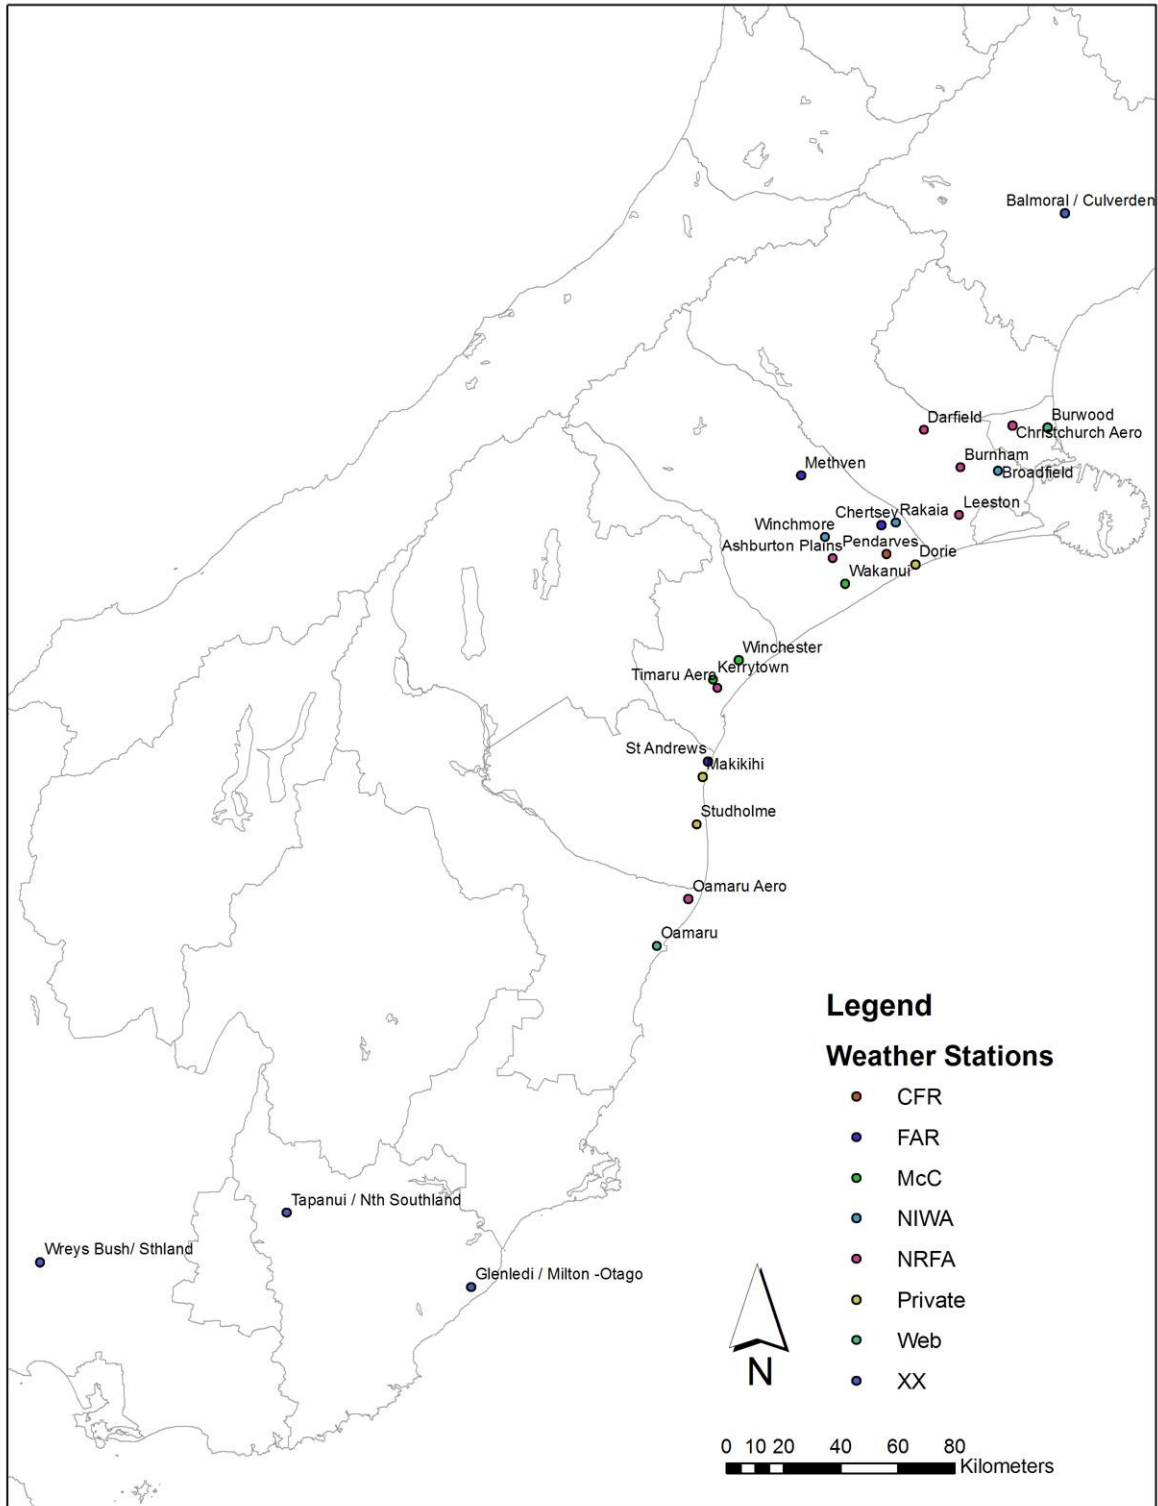 Balmoral / Culverden
Darfield
Burwood
Christchurch Aero
Burnham
Broadfield
Methven
Leeston
Chertsey
Rakaia
Winchmore
Pendarves
Ashburton Plains
Dorie
Wakanui
Winchester
Kerrytown
Timaru Aero
St Andrews
Makikihi
Studholme
Oamaru Aero
Oamaru
Tapanui / Nth Southland
Wreys Bush/ Sthland
Glenledi / Milton -Otago
Legend
Weather Stations
CFR
FAR
McC
NIWA
NRFA
Private
Web
XX
N
0 10 20 40 60 80
Kilometers